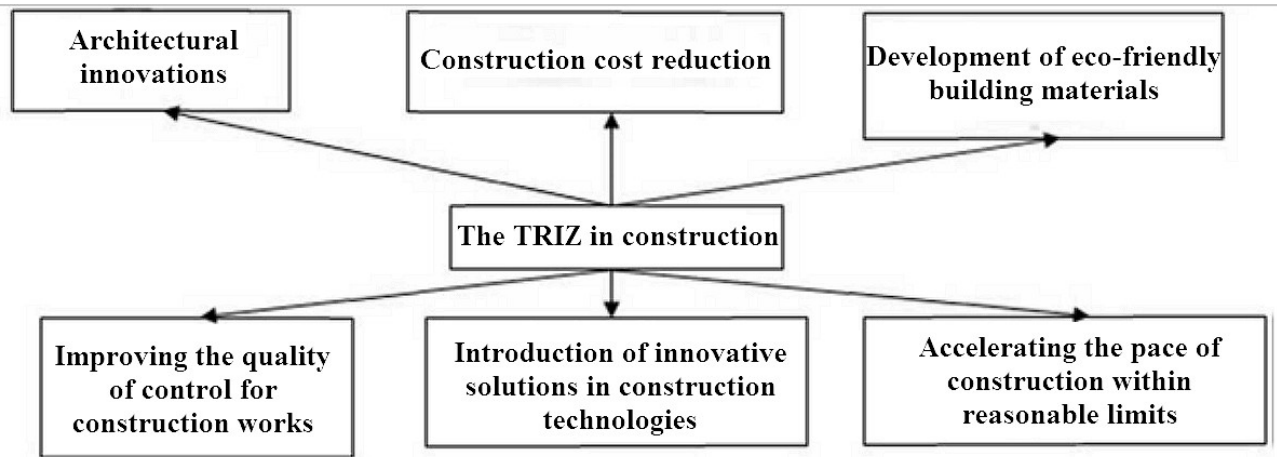 Architectural
innovations
Construction cost reduction
Development of eco-friendly
building materials
The TRIZ in construction
Improving the quality
of control for
construction works
Introduction of innovative
solutions in construction
technologies
Accelerating the pace of
construction within
reasonable limits